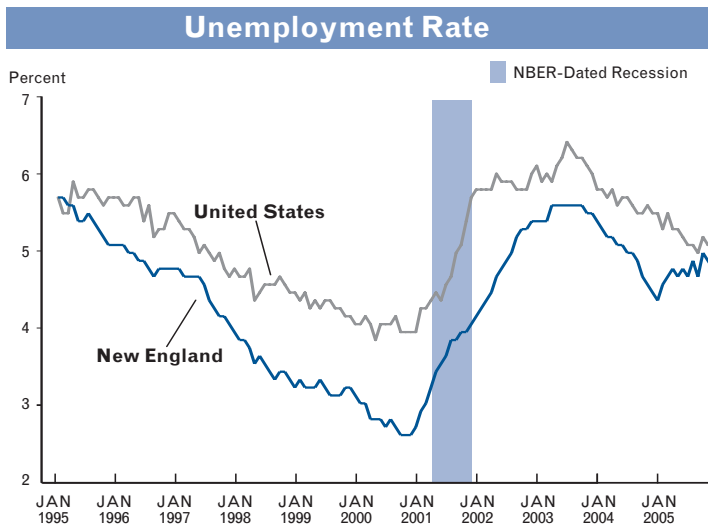 Unemployment Rate
Percent
NBER-Dated Recession
7
6
United States
5
4
New England
3
2
JAN JAN JAN JAN JAN JAN JAN JAN JAN JAN JAN
1995 1996 1997 1998 1999 2000 2001 2002 2003 2004 2005